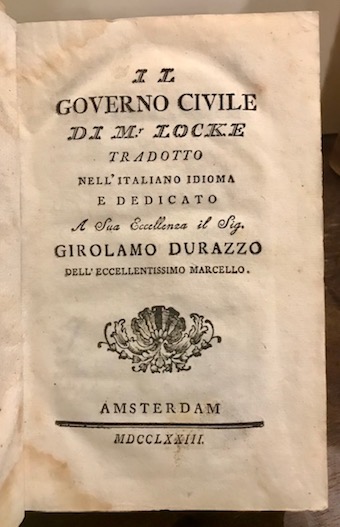 IL
GOVERNO CIVILE
DI Mr LOCKE
TRADOTTO
NELL'ITALIANO IDIOMA
E DEDICATO
A Sua Eccellenza il Sig.
GIROLAMO DURAZZO
DELL'ECCELLENTISSIMO MARCELLO.
AMSTERDAM
MDCCLXXIII.